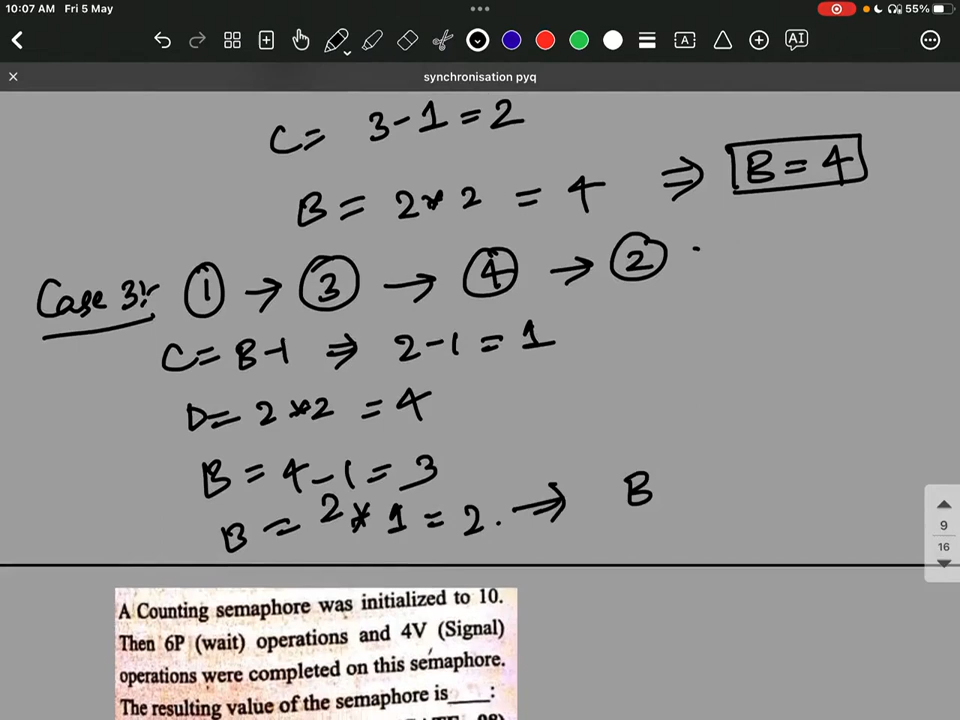 10:07 AM Fri 5 May
55%
AI
synchronisation pyq
C = 3 - 1 = 2
B = 2 * 2 = 4 ⇒ B = 4
Case 3: 1 → 3 → 4 → 2
C = B - 1 ⇒ 2 - 1 = 1
D = 2 * 2 = 4
B = 4 - 1 = 3
B = 2 * 1 = 2. → B
9
16
A Counting semaphore was initialized to 10.
Then 6P (wait) operations and 4V (Signal)
operations were completed on this semaphore.
The resulting value of the semaphore is____: